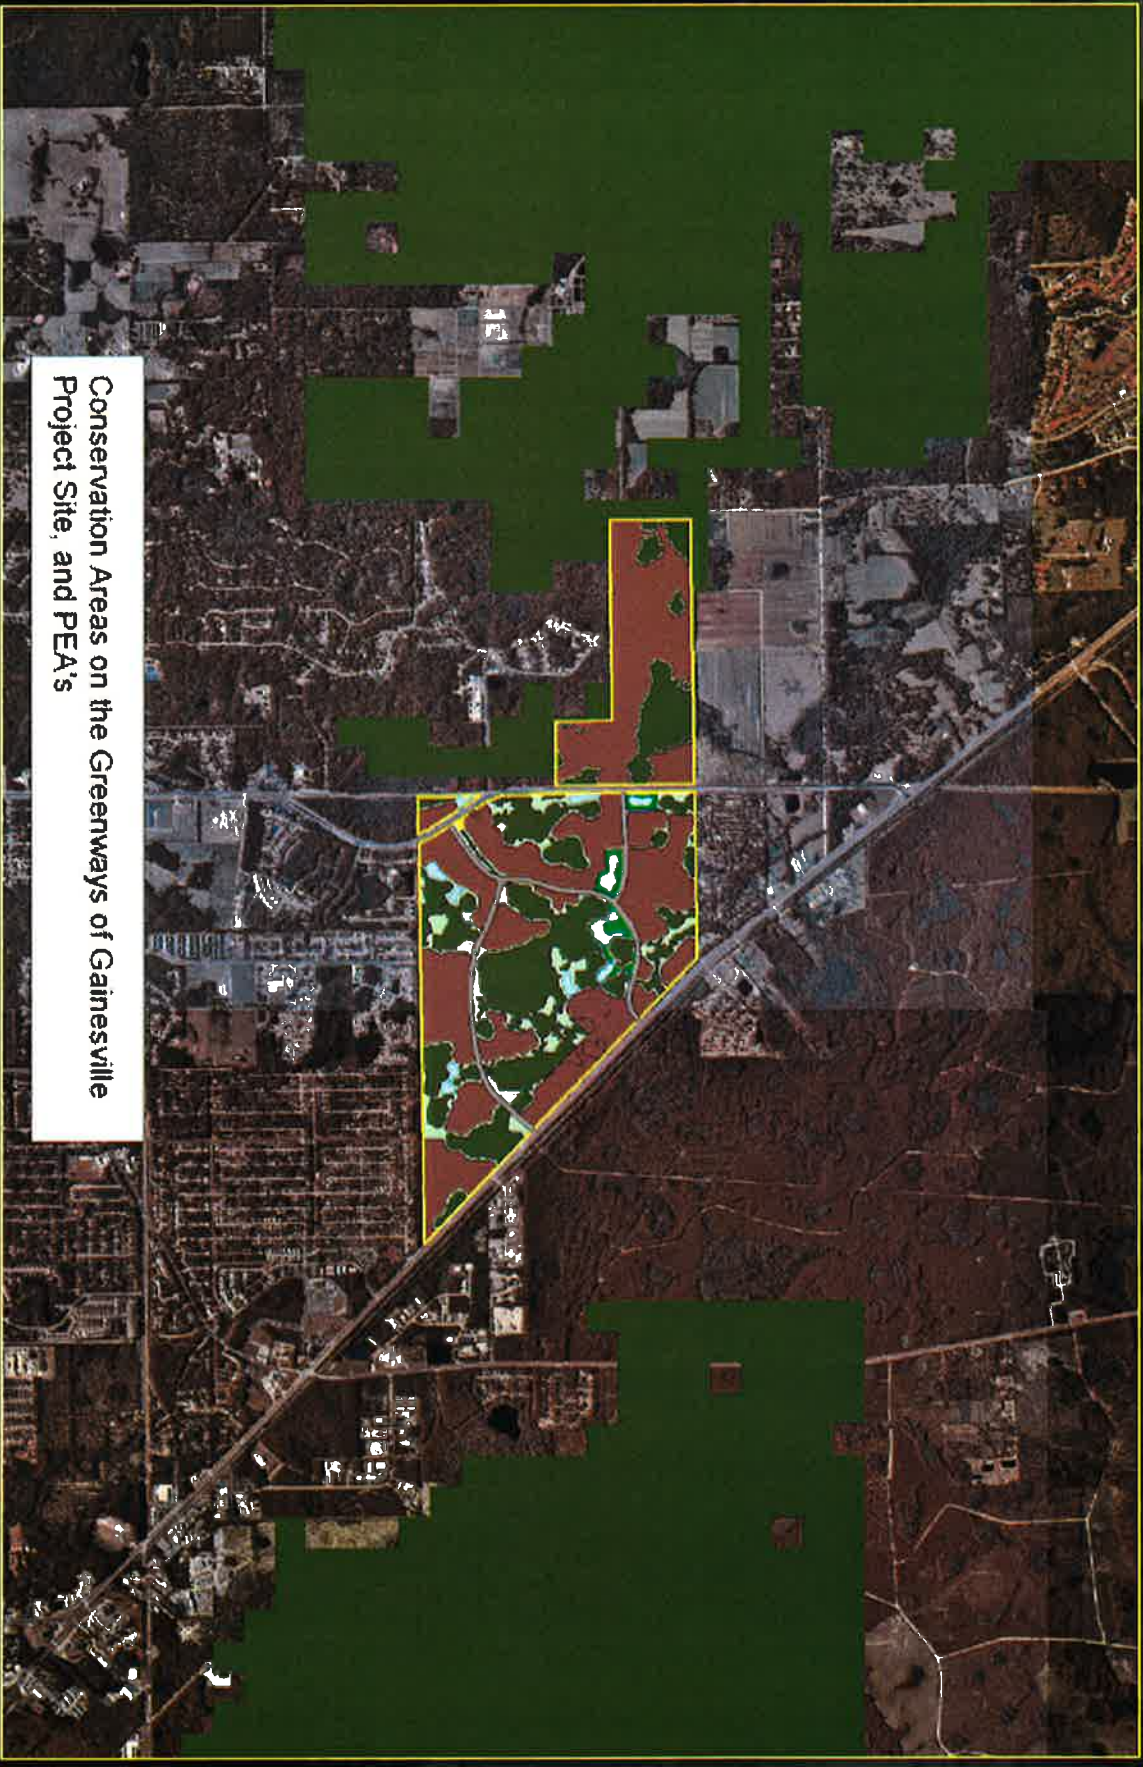 Conservation Areas on the Greenways of Gainesville
Project Site, and PEA's